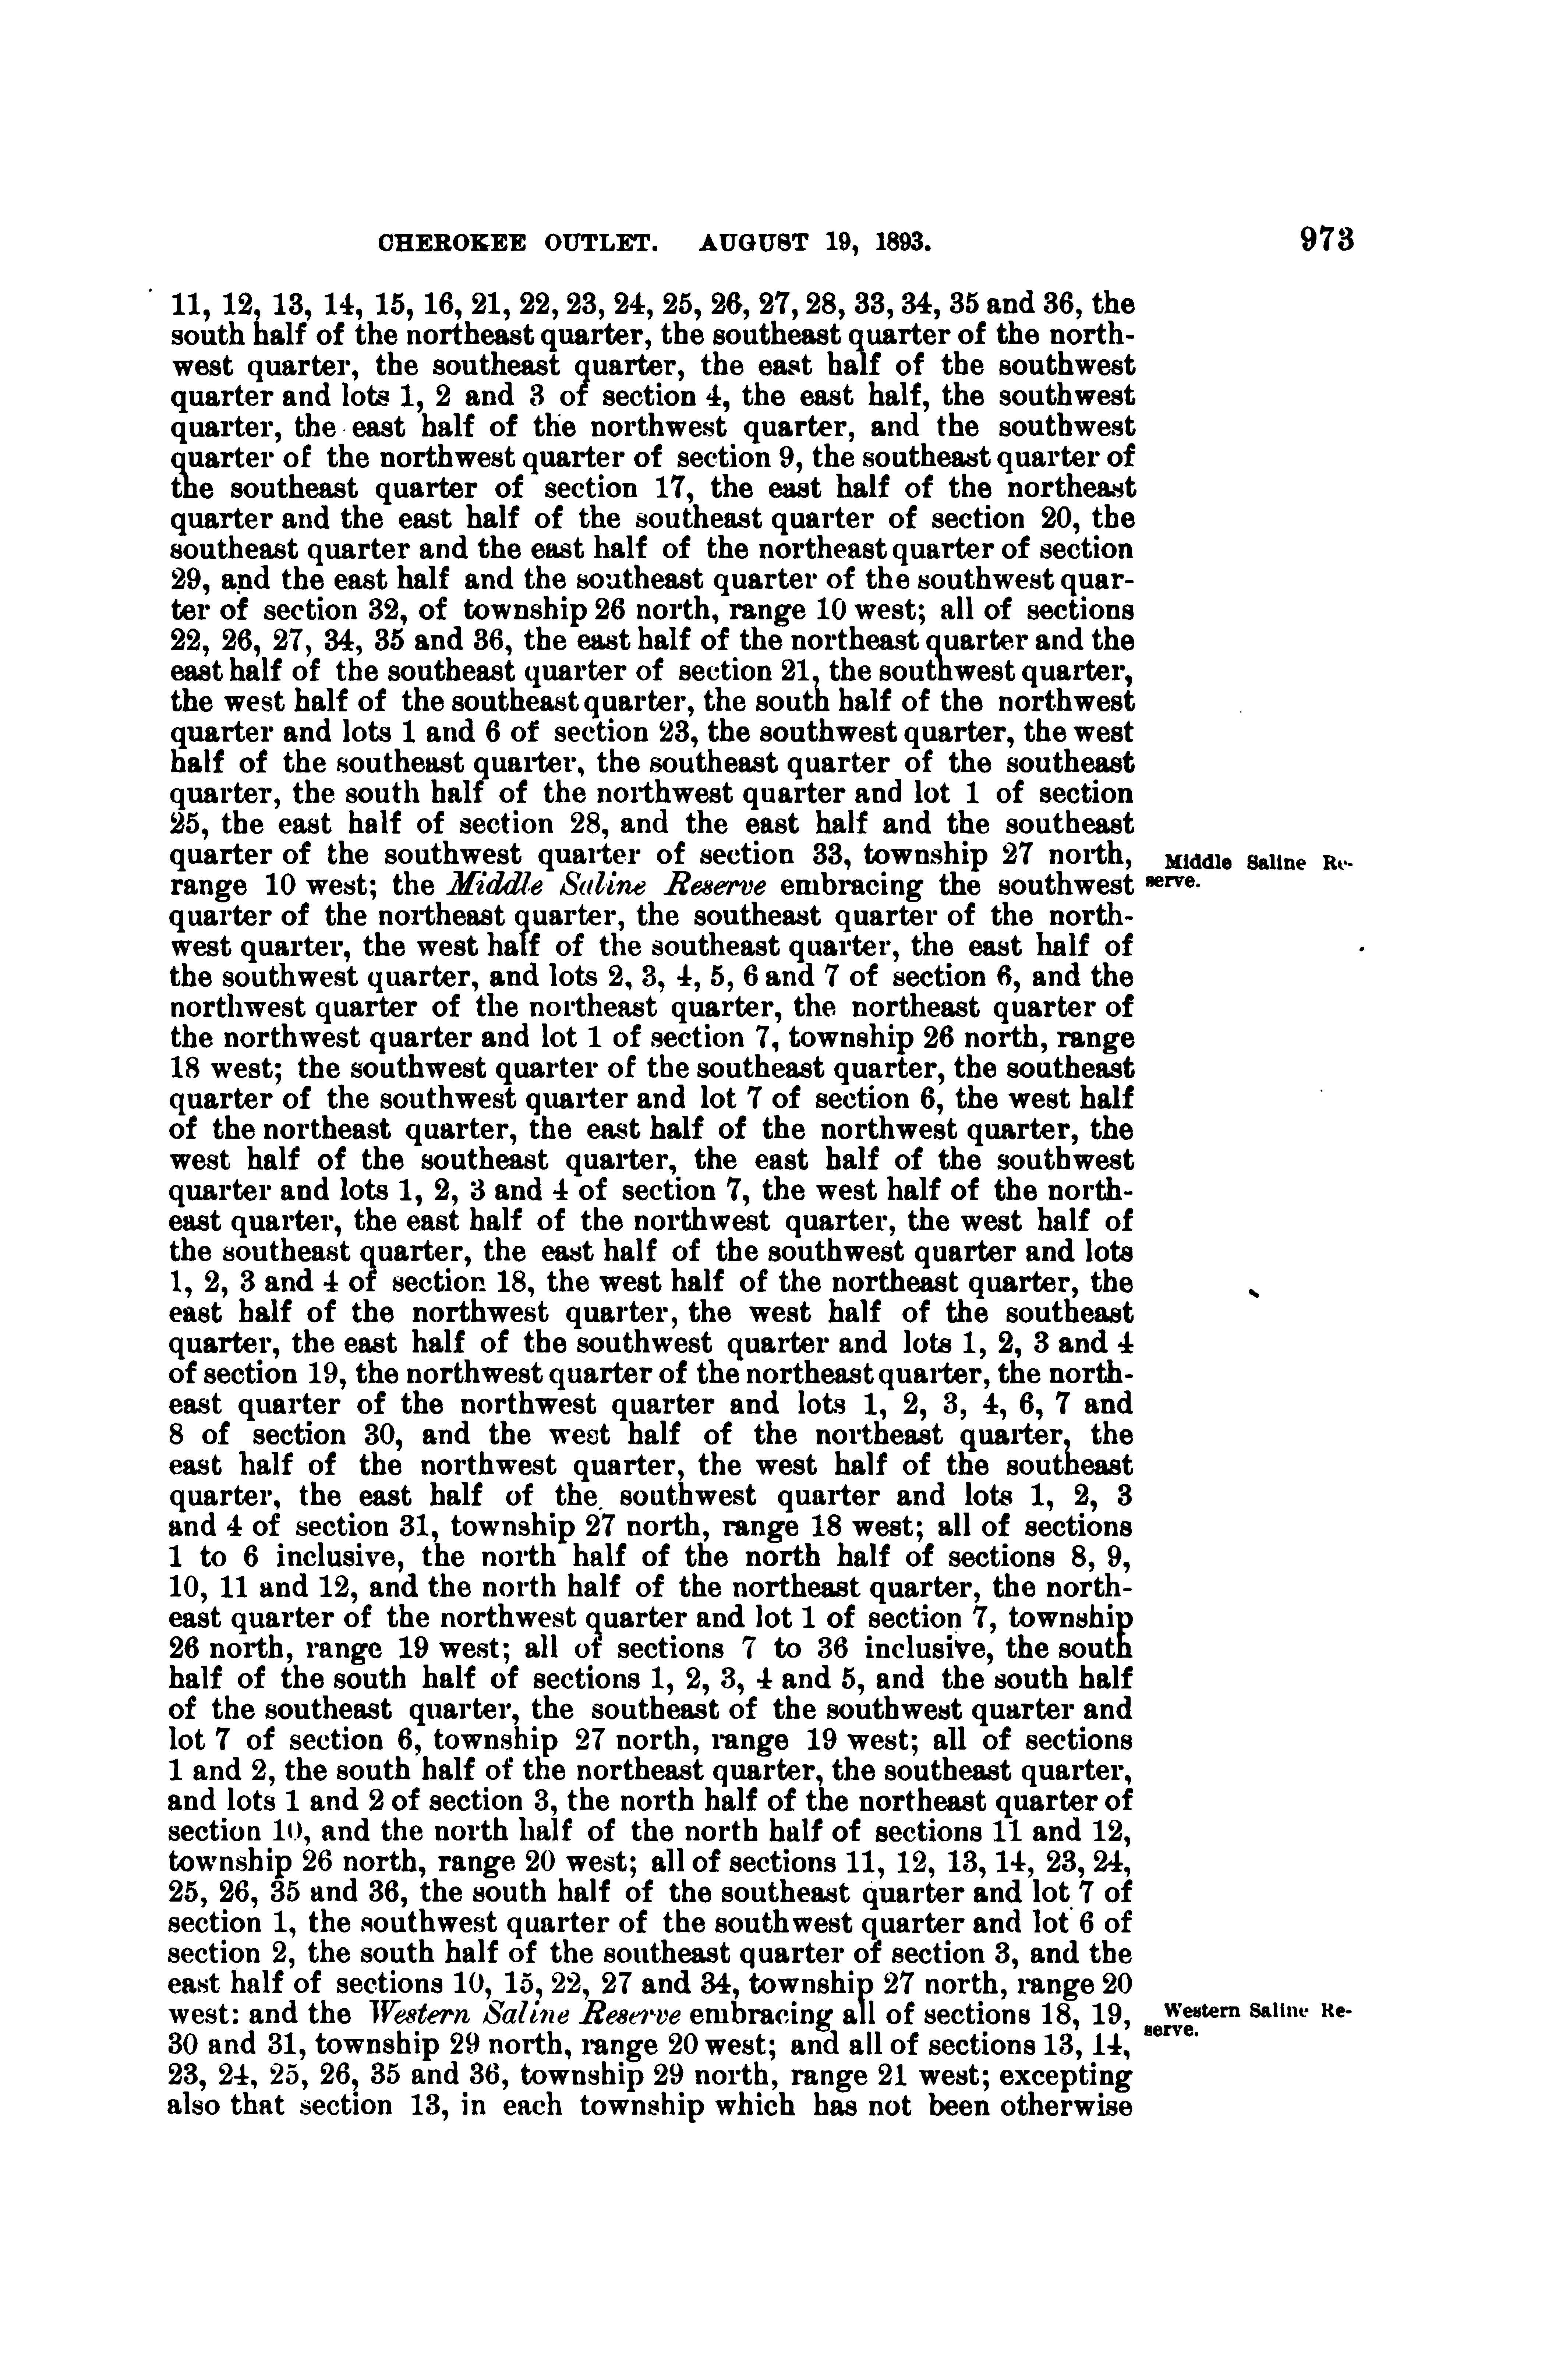 CHEROKEE OUTLET. AUGUST 19, 1893. 973
11, 12, 13, 14, 15, 16, 21, 22, 23, 24, 25, 26, 27, 28, 33, 34, 35 and 36, the
south half of the northeast quarter, the southeast quarter of the north-
west quarter, the southeast quarter, the east half of the southwest
quarter and lots 1, 2 and 3 of section 4, the east half, the southwest
quarter, the east half of the northwest quarter, and the southwest
quarter of the northwest quarter of section 9, the southeast quarter of
the southeast quarter of section 17, the east half of the northeast
quarter and the east half of the southeast quarter of section 20, the
southeast quarter and the east half of the northeast quarter of section
29, and the east half and the southeast quarter of the southwest quar-
ter of section 32, of township 26 north, range 10 west; all of sections
22, 26, 27, 34, 35 and 36, the east half of the northeast quarter and the
east half of the southeast quarter of section 21, the southwest quarter,
the west half of the southeast quarter, the south half of the northwest
quarter and lots 1 and 6 of section 23, the southwest quarter, the west
half of the southeast quarter, the southeast quarter of the southeast
quarter, the south half of the northwest quarter and lot 1 of section
25, the east half of section 28, and the east half and the southeast
quarter of the southwest quarter of section 33, township 27 north,
range 10 west; the Middle Saline Reserve embracing the southwest
Middle Saline Re-
serve.
quarter of the northeast quarter, the southeast quarter of the north-
west quarter, the west half of the southeast quarter, the east half of
the southwest quarter, and lots 2, 3, 4, 5, 6 and 7 of section 6, and the
northwest quarter of the northeast quarter, the northeast quarter of
the northwest quarter and lot 1 of section 7, township 26 north, range
18 west; the southwest quarter of the southeast quarter, the southeast
quarter of the southwest quarter and lot 7 of section 6, the west half
of the northeast quarter, the east half of the northwest quarter, the
west half of the southeast quarter, the east half of the southwest
quarter and lots 1, 2, 3 and 4 of section 7, the west half of the north-
east quarter, the east half of the northwest quarter, the west half of
the southeast quarter, the east half of the southwest quarter and lots
1, 2, 3 and 4 of section 18, the west half of the northeast quarter, the
east half of the northwest quarter, the west half of the southeast
quarter, the east half of the southwest quarter and lots 1, 2, 3 and 4
of section 19, the northwest quarter of the northeast quarter, the north-
east quarter of the northwest quarter and lots 1, 2, 3, 4, 6, 7 and
8 of section 30, and the west half of the northeast quarter, the
east half of the northwest quarter, the west half of the southeast
quarter, the east half of the southwest quarter and lots 1, 2, 3
and 4 of section 31, township 27 north, range 18 west; all of sections
1 to 6 inclusive, the north half of the north half of sections 8, 9,
10, 11 and 12, and the north half of the northeast quarter, the north-
east quarter of the northwest quarter and lot 1 of section 7, township
26 north, range 19 west; all of sections 7 to 36 inclusive, the south
half of the south half of sections 1, 2, 3, 4 and 5, and the south half
of the southeast quarter, the southeast of the southwest quarter and
lot 7 of section 6, township 27 north, range 19 west; all of sections
1 and 2, the south half of the northeast quarter, the southeast quarter,
and lots 1 and 2 of section 3, the north half of the northeast quarter of
section 10, and the north half of the north half of sections 11 and 12,
township 26 north, range 20 west; all of sections 11, 12, 13, 14, 23, 24,
25, 26, 35 and 36, the south half of the southeast quarter and lot 7 of
section 1, the southwest quarter of the southwest quarter and lot 6 of
section 2, the south half of the southeast quarter of section 3, and the
east half of sections 10, 15, 22, 27 and 34, township 27 north, range 20
west: and the Western Saline Reserve embracing all of sections 18, 19,
Western Saline Re-
serve.
30 and 31, township 29 north, range 20 west; and all of sections 13, 14,
23, 24, 25, 26, 35 and 36, township 29 north, range 21 west; excepting
also that section 13, in each township which has not been otherwise